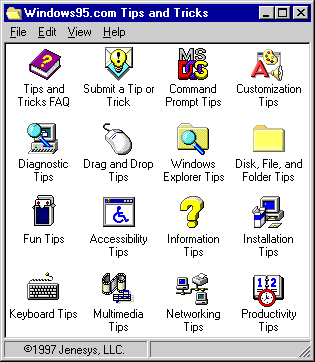 Windows95.com Tips and Tricks
File Edit View Help
MS
DOS
Tips and Submit a Tip or Command Customization
Tricks FAQ Trick Prompt Tips Tips
Diagnostic Drag and Drop Windows Disk, File, and
Tips Tips Explorer Tips Folder Tips
Fun Tips Accessibility Information Installation
Tips Tips Tips
1 2
Keyboard Tips Multimedia Networking Productivity
Tips Tips Tips
©1997 Jenesys, LLC.